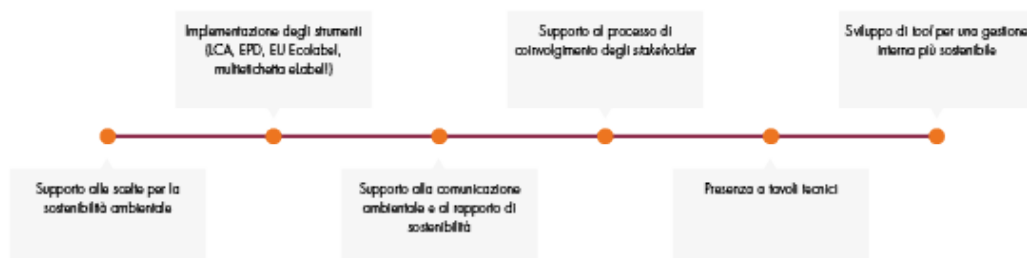 Implementazione degli strumenti
(LCA, EPD, EU Ecolabel,
multietichetta eLabel!)
Supporto al processo di
coinvolgimento degli stakeholder
Sviluppo di tool per una gestione
interna più sostenibile
Supporto alle scelte per la
sostenibilità ambientale
Supporto alla comunicazione
ambientale e al rapporto di
sostenibilità
Presenza a tavoli tecnici